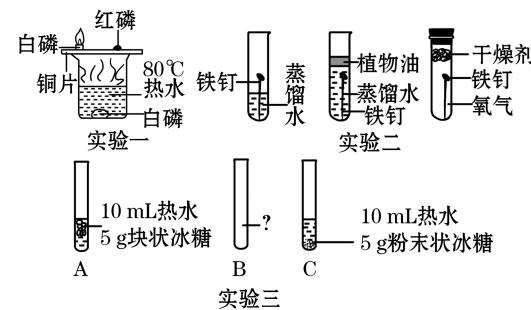 红磷
白磷
铜片
80℃
热水
白磷
实验一
铁钉
蒸馏水
植物油
蒸馏水
铁钉
干燥剂
铁钉
氧气
实验二
10 mL热水
5 g块状冰糖
A
?
B
10 mL热水
5 g粉末状冰糖
C
实验三